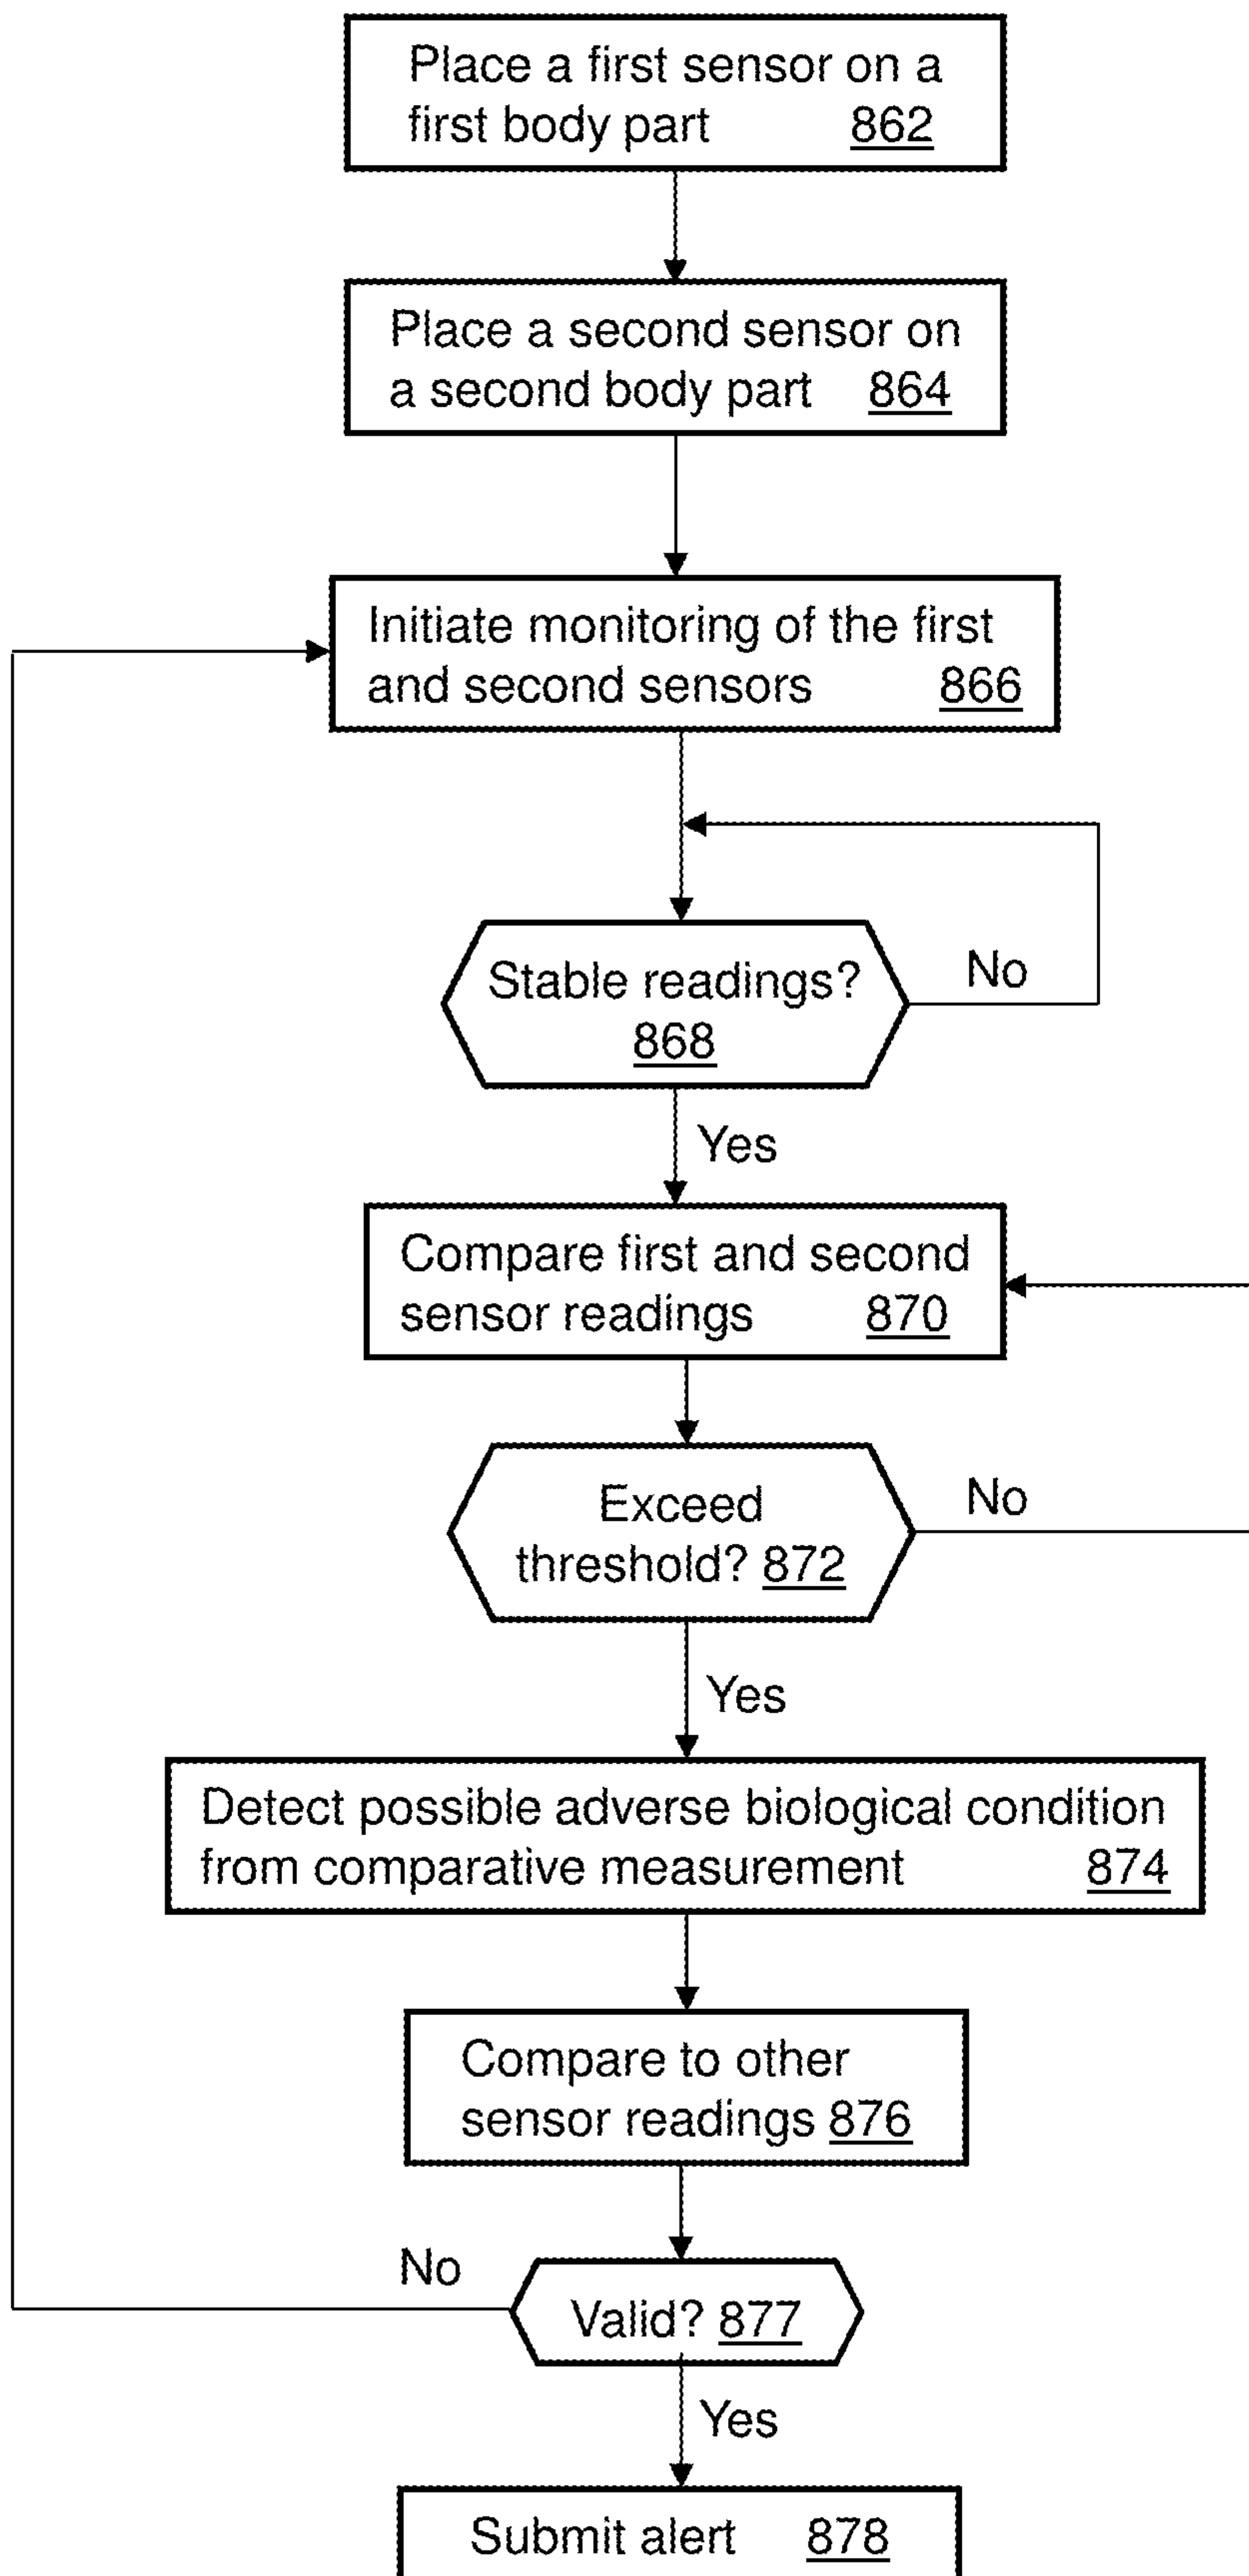 Place a first sensor on a
first body part 862
Place a second sensor on
a second body part 864
Initiate monitoring of the first
and second sensors 866
Stable readings?
868
No
Yes
Compare first and second
sensor readings 870
Exceed
threshold? 872
No
Yes
Detect possible adverse biological condition
from comparative measurement 874
Compare to other
sensor readings 876
No
Valid? 877
Yes
Submit alert 878